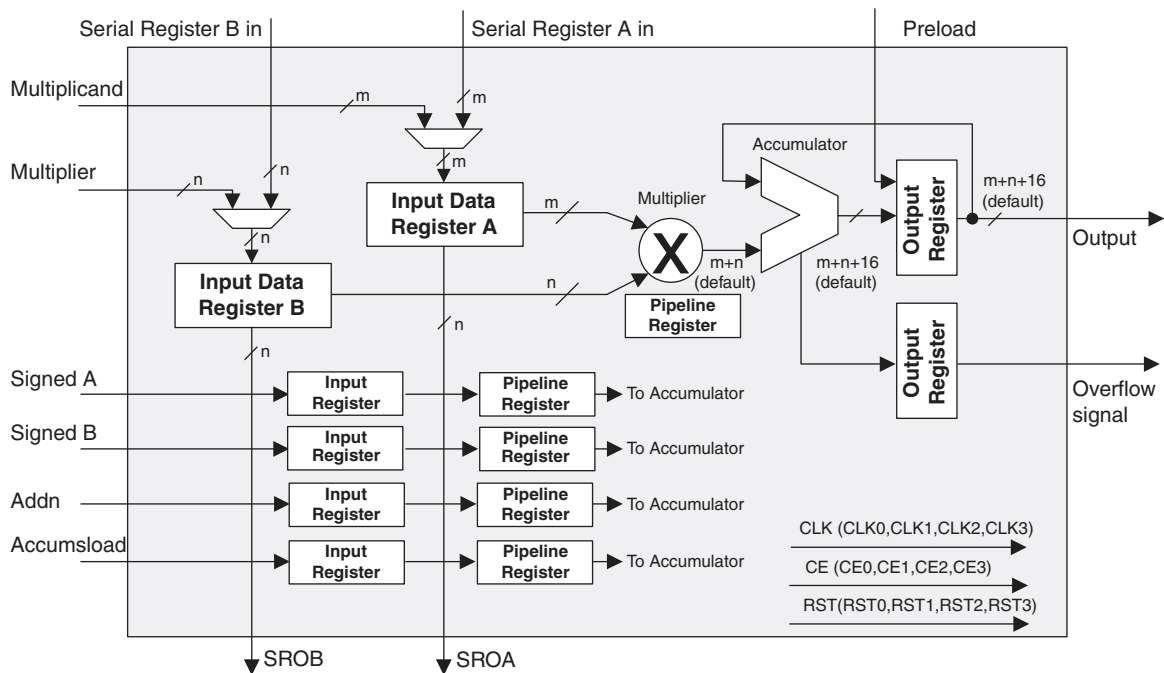 Serial Register B in
Serial Register A in
Preload
Multiplicand
m
m
Multiplier
n
n
m
n
Input Data
Register A
m
Multiplier
X
Accumulator
m+n
(default)
m+n+16
(default)
Output
Register
m+n+16
(default)
Output
Input Data
Register B
n
Pipeline
Register
n
n
Output
Register
Overflow
signal
Signed A
Input
Register
Pipeline
Register
To Accumulator
Signed B
Input
Register
Pipeline
Register
To Accumulator
Addn
Input
Register
Pipeline
Register
To Accumulator
Accumsload
Input
Register
Pipeline
Register
To Accumulator
CLK (CLK0,CLK1,CLK2,CLK3)
CE (CE0,CE1,CE2,CE3)
RST(RST0,RST1,RST2,RST3)
SROB
SROA